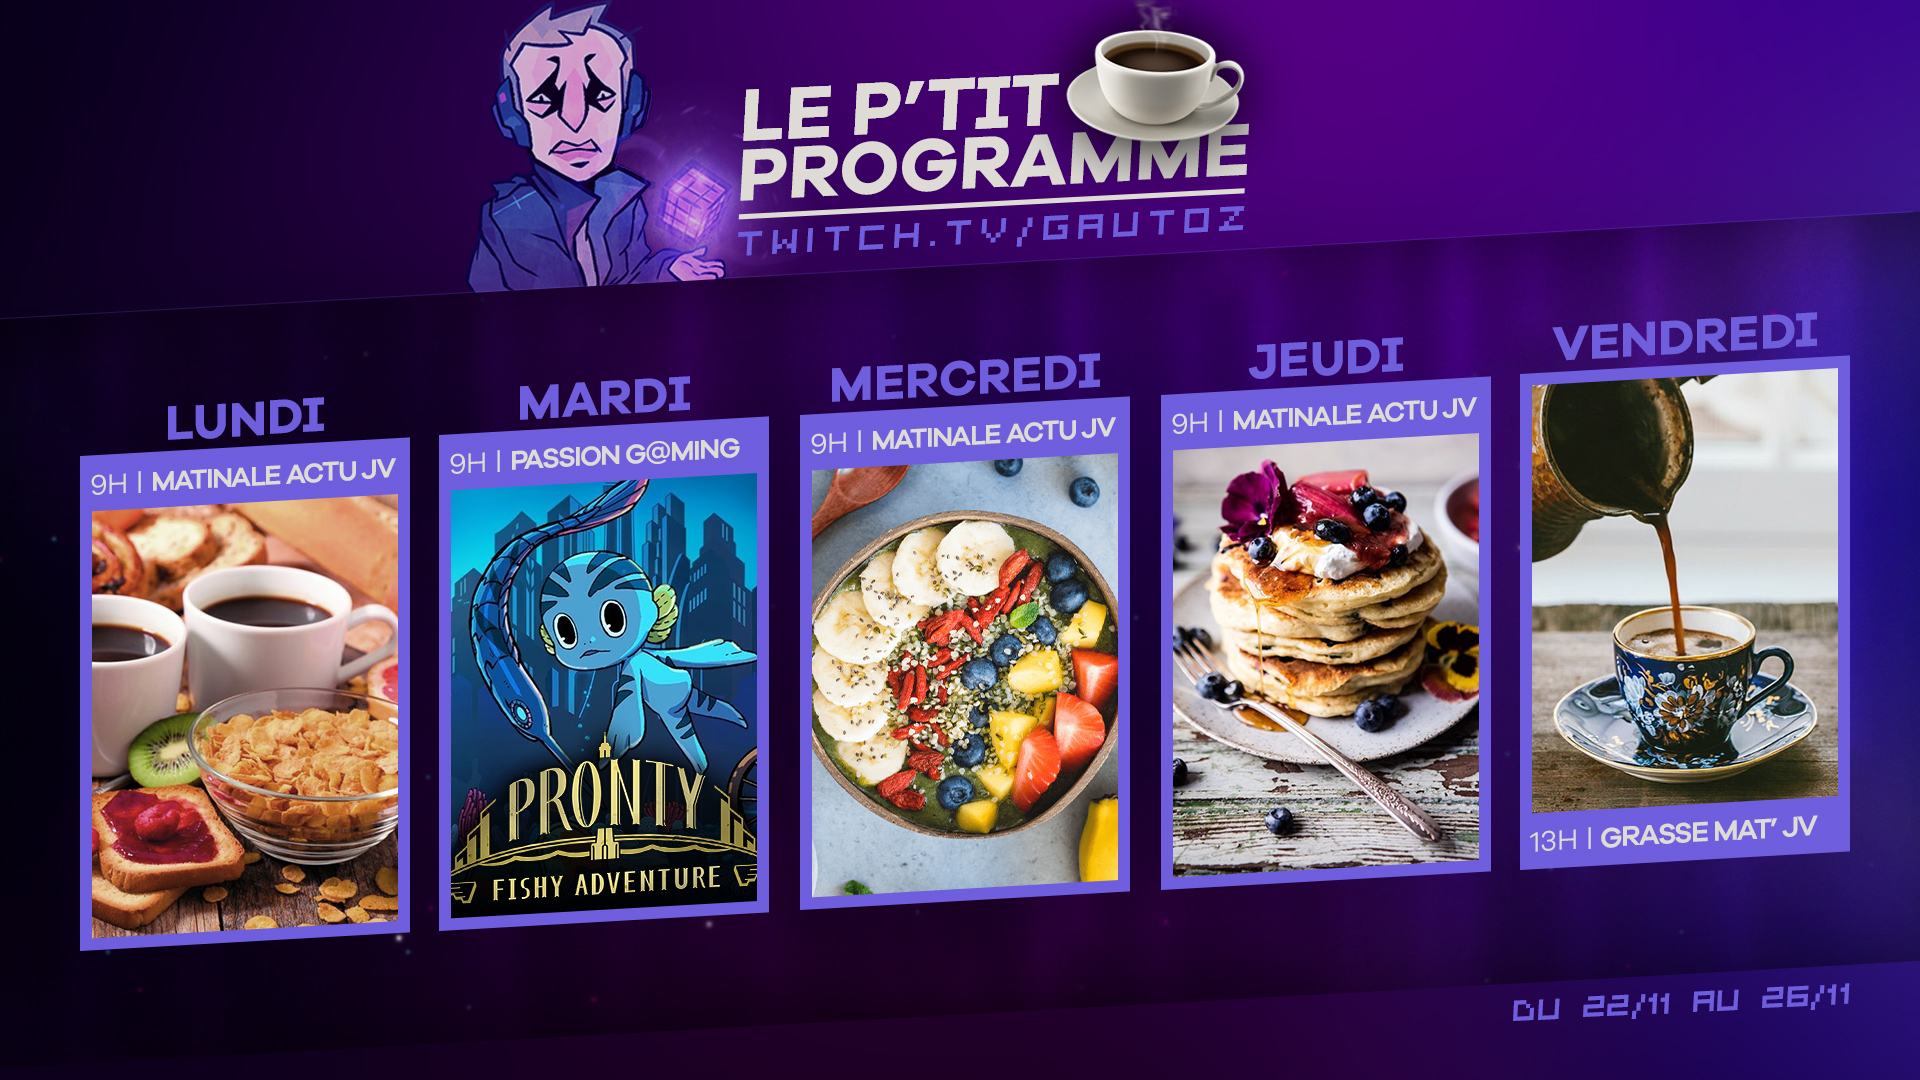 LE P'TIT
PROGRAMME
TWITCH.TV/GAUTOZ
LUNDI
9H | MATINALE ACTU JV
MARDI
9H | PASSION G@MING
PRONTY
FISHY ADVENTURE
MERCREDI
9H | MATINALE ACTU JV
JEUDI
9H | MATINALE ACTU JV
VENDREDI
13H | GRASSE MAT' JV
DU 22/11 AU 26/11